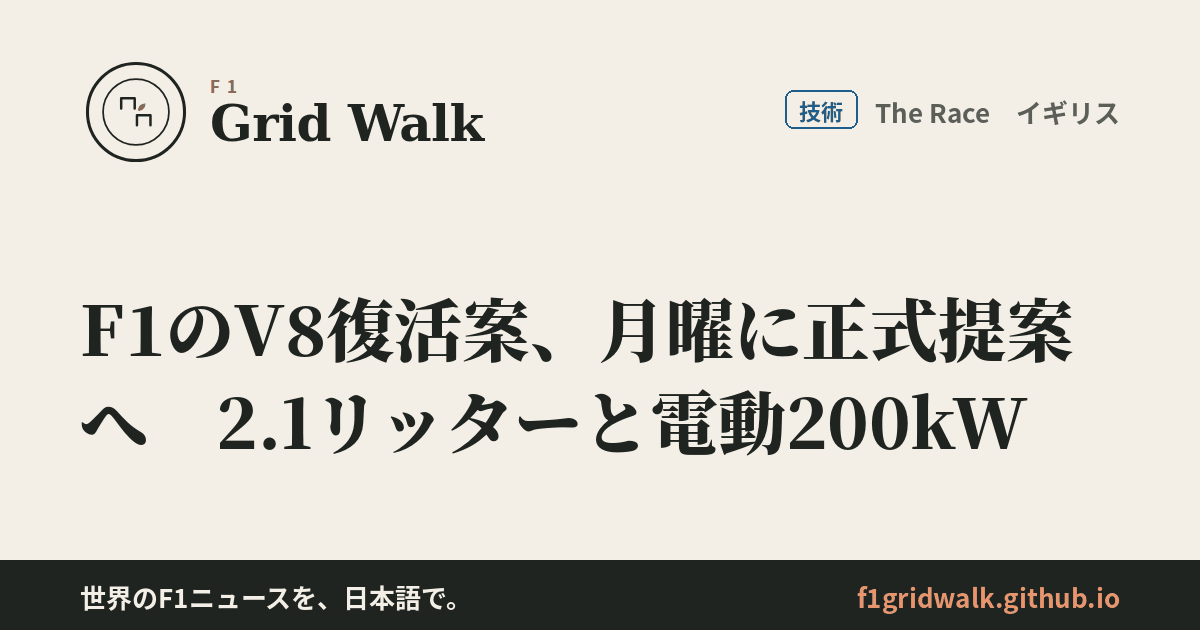 F1
Grid Walk
技術 The Race　イギリス
F1のV8復活案、月曜に正式提案
へ　2.1リッターと電動200kW
世界のF1ニュースを、日本語で。
f1gridwalk.github.io